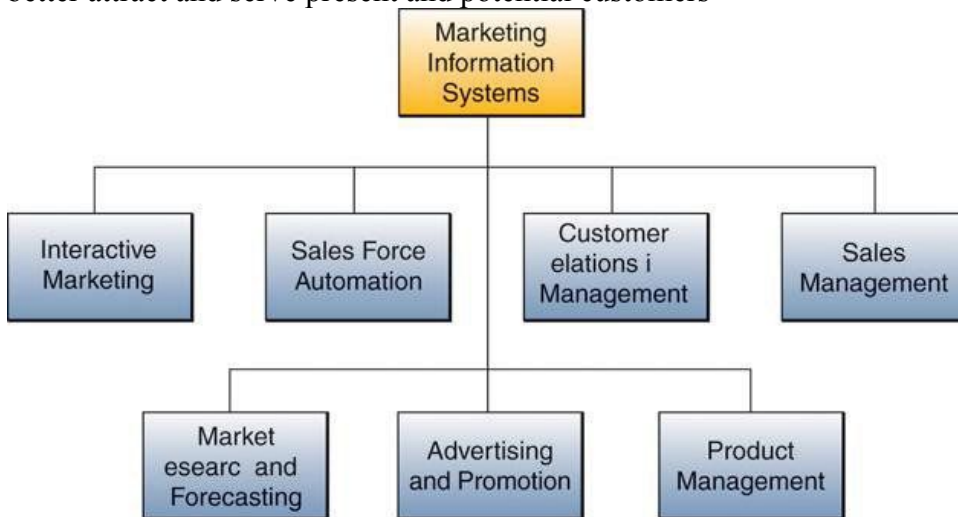 better attract and serve present and potential customers
Marketing
Information
Systems
Interactive
Marketing
Sales Force
Automation
Customer
elations i
Management
Sales
Management
Market
esearc and
Forecasting
Advertising
and Promotion
Product
Management